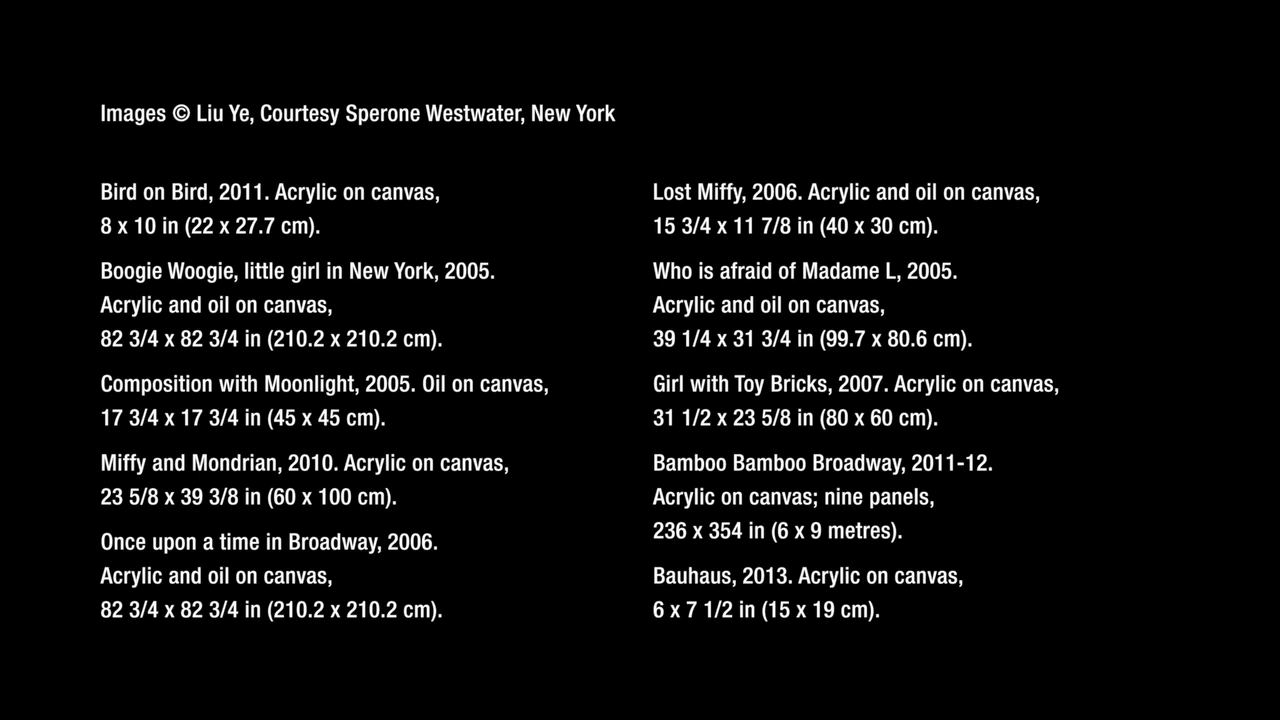 Images © Liu Ye, Courtesy Sperone Westwater, New York
Bird on Bird, 2011. Acrylic on canvas,
8 x 10 in (22 x 27.7 cm).
Boogie Woogie, little girl in New York, 2005.
Acrylic and oil on canvas,
82 3/4 x 82 3/4 in (210.2 x 210.2 cm).
Composition with Moonlight, 2005. Oil on canvas,
17 3/4 x 17 3/4 in (45 x 45 cm).
Miffy and Mondrian, 2010. Acrylic on canvas,
23 5/8 x 39 3/8 in (60 x 100 cm).
Once upon a time in Broadway, 2006.
Acrylic and oil on canvas,
82 3/4 x 82 3/4 in (210.2 x 210.2 cm).
Lost Miffy, 2006. Acrylic and oil on canvas,
15 3/4 x 11 7/8 in (40 x 30 cm).
Who is afraid of Madame L, 2005.
Acrylic and oil on canvas,
39 1/4 x 31 3/4 in (99.7 x 80.6 cm).
Girl with Toy Bricks, 2007. Acrylic on canvas,
31 1/2 x 23 5/8 in (80 x 60 cm).
Bamboo Bamboo Broadway, 2011-12.
Acrylic on canvas; nine panels,
236 x 354 in (6 x 9 metres).
Bauhaus, 2013. Acrylic on canvas,
6 x 7 1/2 in (15 x 19 cm).